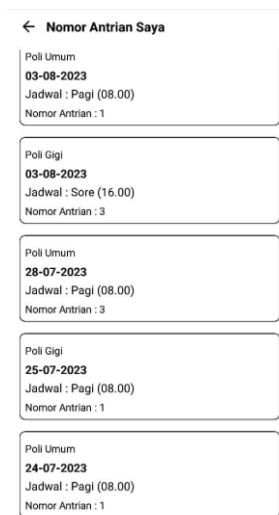 Nomor Antrian Saya
Poli Umum
03-08-2023
Jadwal : Pagi (08.00)
Nomor Antrian : 1
Poli Gigi
03-08-2023
Jadwal : Sore (16.00)
Nomor Antrian : 3
Poli Umum
28-07-2023
Jadwal : Pagi (08.00)
Nomor Antrian : 3
Poli Gigi
25-07-2023
Jadwal : Pagi (08.00)
Nomor Antrian : 1
Poli Umum
24-07-2023
Jadwal : Pagi (08.00)
Nomor Antrian : 1